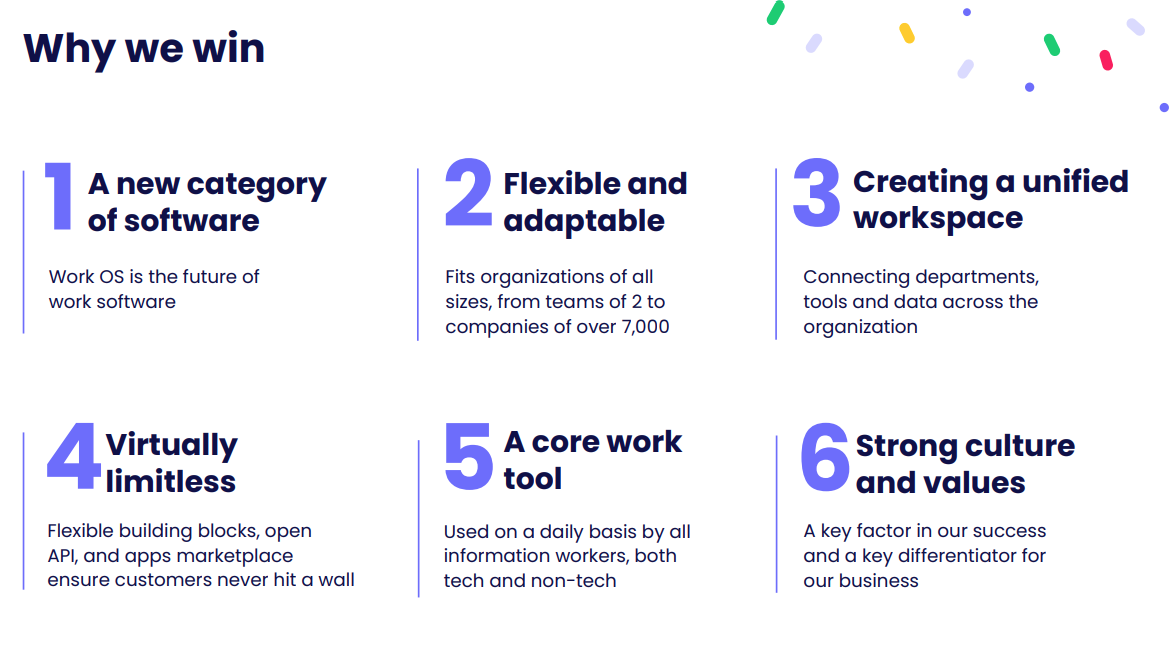 Why we win
1
A new category
of software
Work OS is the future of
work software
2
Flexible and
adaptable
Fits organizations of all
sizes, from teams of 2 to
companies of over 7,000
3
Creating a unified
workspace
Connecting departments,
tools and data across the
organization
4
Virtually
limitless
Flexible building blocks, open
API, and apps marketplace
ensure customers never hit a wall
5
A core work
tool
Used on a daily basis by all
information workers, both
tech and non-tech
6
Strong culture
and values
A key factor in our success
and a key differentiator for
our business